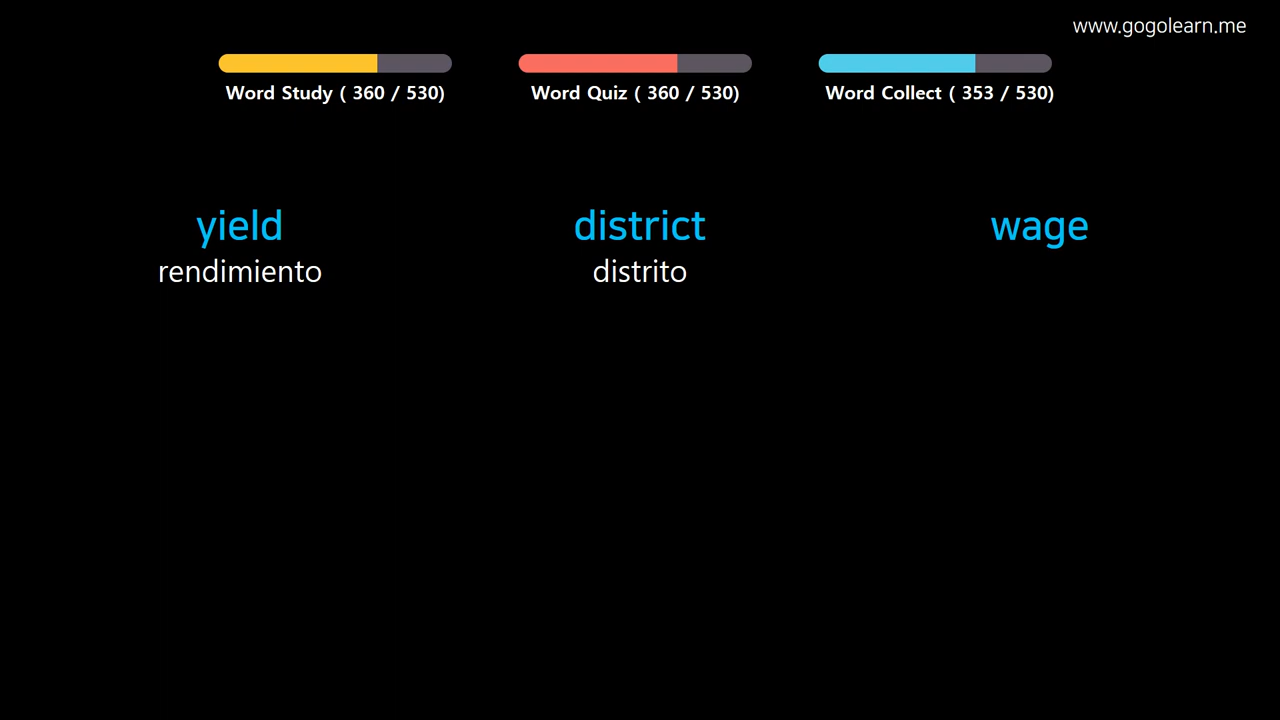 www.gogolearn.me
Word Study ( 360 / 530)
Word Quiz ( 360 / 530)
Word Collect ( 353 / 530)
yield
rendimiento
district
distrito
wage